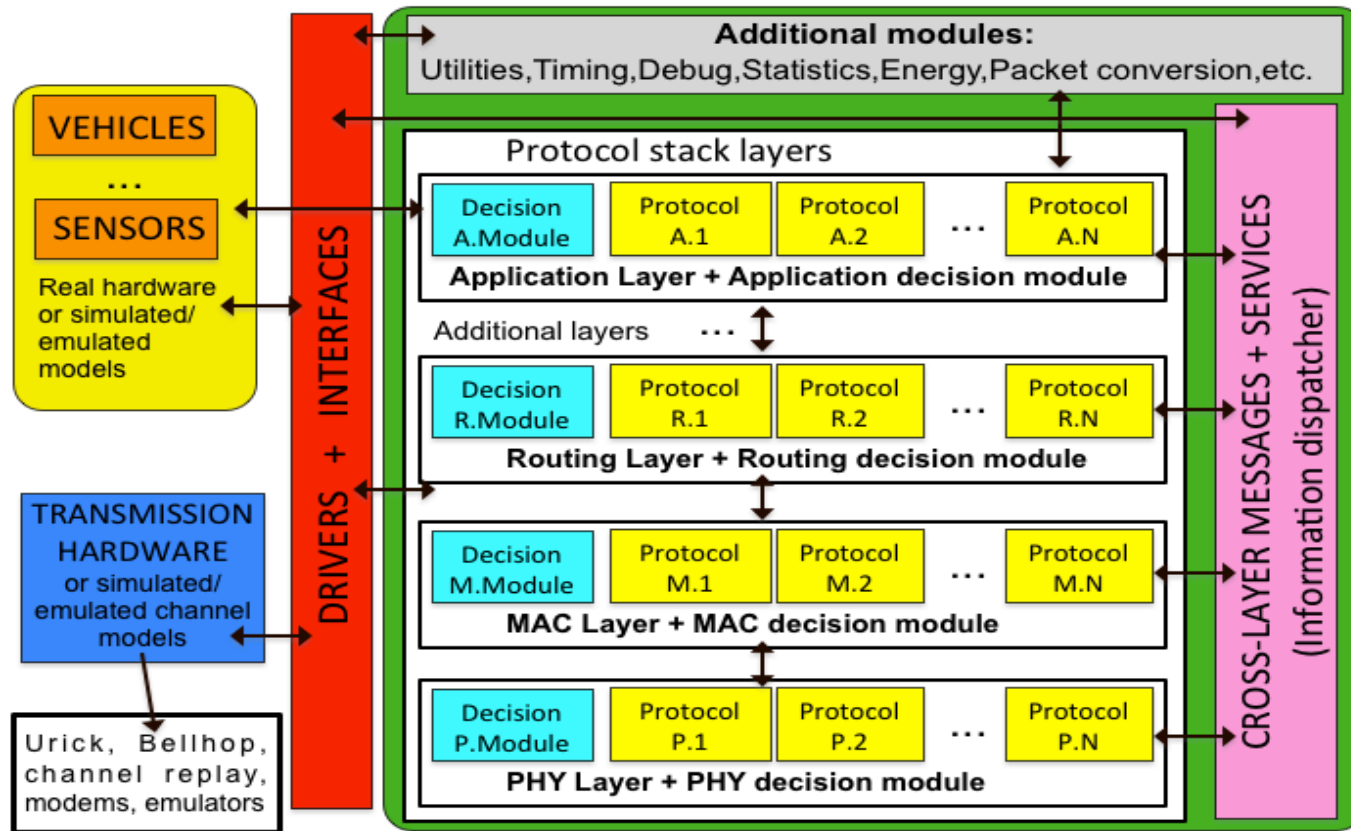 Additional modules:
Utilities,Timing,Debug,Statistics,Energy,Packet conversion,etc.
VEHICLES
...
SENSORS
Real hardware
or simulated/
emulated
models
TRANSMISSION
HARDWARE
or simulated/
emulated channel
models
Urick, Bellhop,
channel replay,
modems, emulators
DRIVERS + INTERFACES
Protocol stack layers
Decision
A.Module
Protocol
A.1
Protocol
A.2
...
Protocol
A.N
Application Layer + Application decision module
Additional layers ...
Decision
R.Module
Protocol
R.1
Protocol
R.2
...
Protocol
R.N
Routing Layer + Routing decision module
Decision
M.Module
Protocol
M.1
Protocol
M.2
...
Protocol
M.N
MAC Layer + MAC decision module
Decision
P.Module
Protocol
P.1
Protocol
P.2
...
Protocol
P.N
PHY Layer + PHY decision module
CROSS-LAYER MESSAGES + SERVICES
(Information dispatcher)